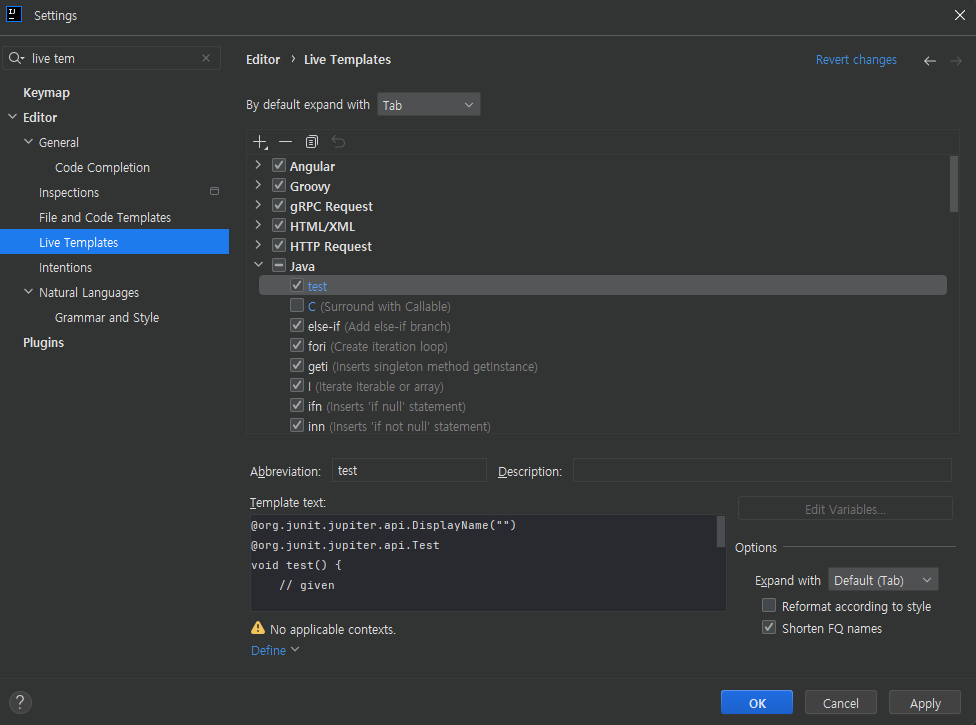 Settings
live tem
Editor › Live Templates
Revert changes
Keymap
Editor
General
Code Completion
Inspections
File and Code Templates
Live Templates
Intentions
Natural Languages
Grammar and Style
Plugins
By default expand with Tab
Angular
Groovy
gRPC Request
HTML/XML
HTTP Request
Java
test
C (Surround with Callable)
else-if (Add else-if branch)
fori (Create iteration loop)
geti (Inserts singleton method getInstance)
I (Iterate Iterable or array)
ifn (Inserts 'if null' statement)
inn (Inserts 'if not null' statement)
Abbreviation: test
Description:
Template text:
@org.junit.jupiter.api.DisplayName("")
@org.junit.jupiter.api.Test
void test() {
// given
Edit Variables...
Options
Expand with Default (Tab)
Reformat according to style
Shorten FQ names
No applicable contexts.
Define
?
OK
Cancel
Apply